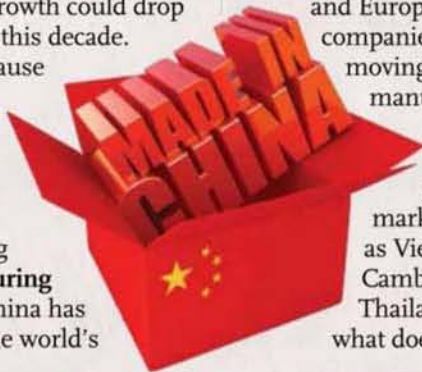 rowth could drop
this decade.
ause
g
uring
hina has
e world's
MADE IN
CHINA
and Europ
companie
moving
manu
mark
as Vie
Camb
Thaila
what doe